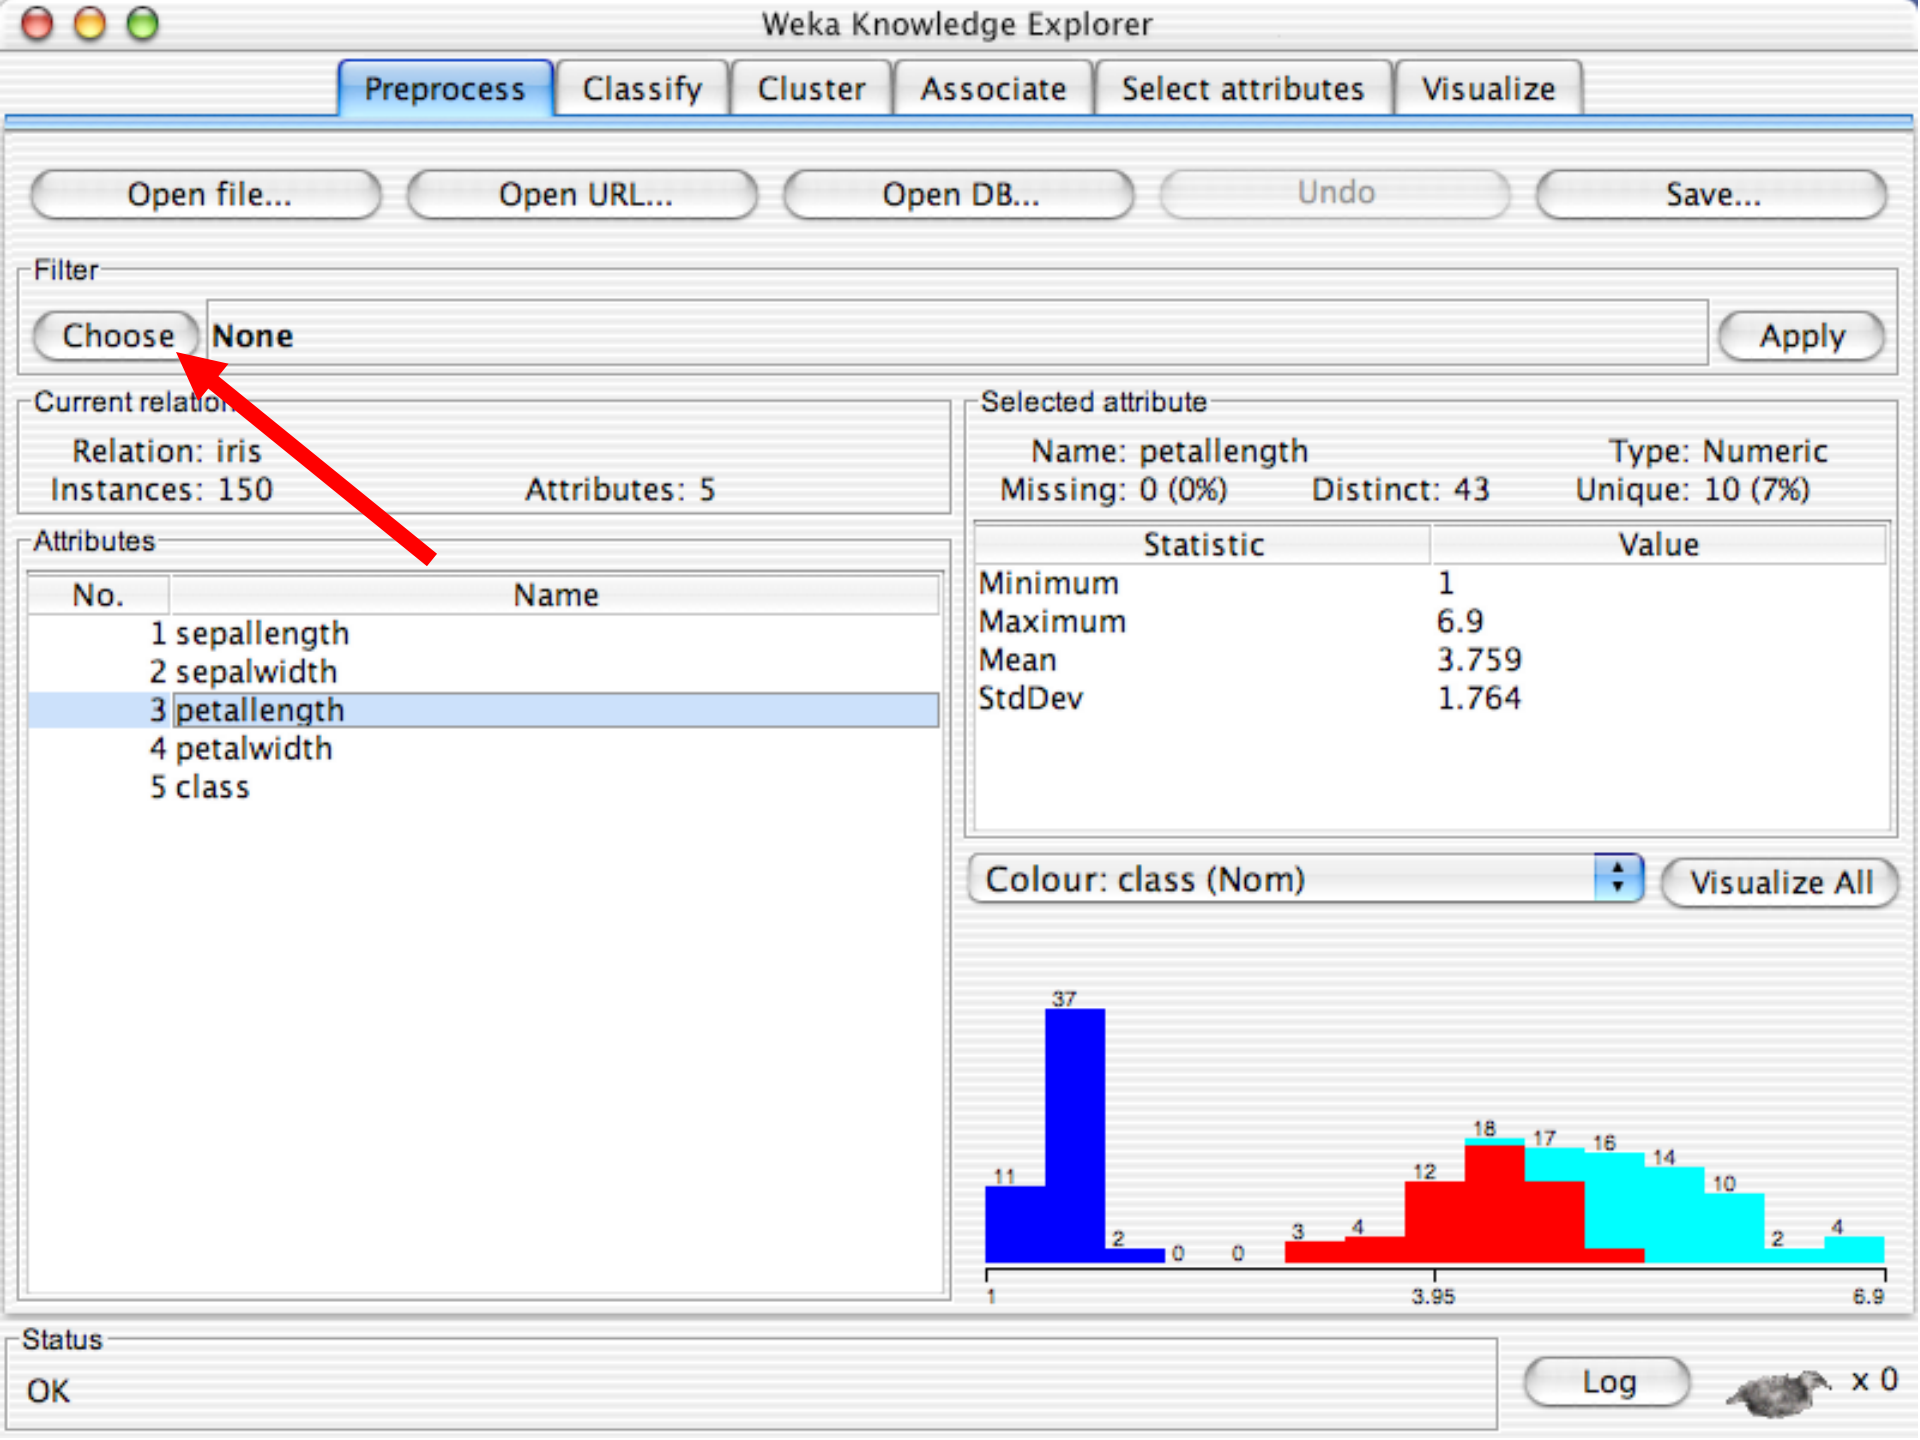 Weka Knowledge Explorer
Preprocess Classify Cluster Associate Select attributes Visualize
Open file... Open URL... Open DB... Undo Save...
Filter
Choose None Apply
Current relation
Relation: iris
Instances: 150 Attributes: 5
Attributes
No. Name
1 sepallength
2 sepalwidth
3 petallength
4 petalwidth
5 class
Selected attribute
Name: petallength Type: Numeric
Missing: 0 (0%) Distinct: 43 Unique: 10 (7%)
Statistic Value
Minimum 1
Maximum 6.9
Mean 3.759
StdDev 1.764
Colour: class (Nom) Visualize All
37
18 17 16 14
11 12 10
2 0 0 3 4 2 4
1 3.95 6.9
Status
OK
Log x 0